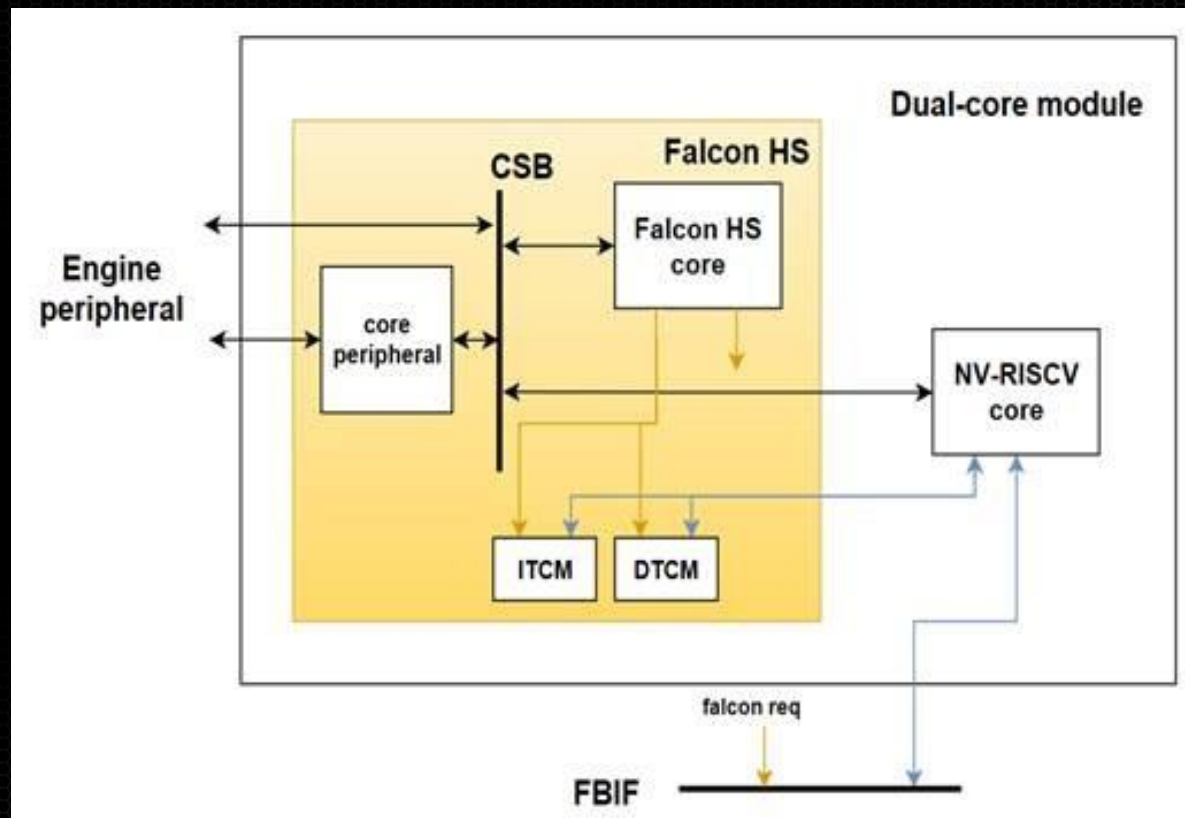 Dual-core module
Falcon HS
CSB
Falcon HS
core
Engine
peripheral
core
peripheral
NV-RISCV
core
ITCM
DTCM
falcon req
FBIF